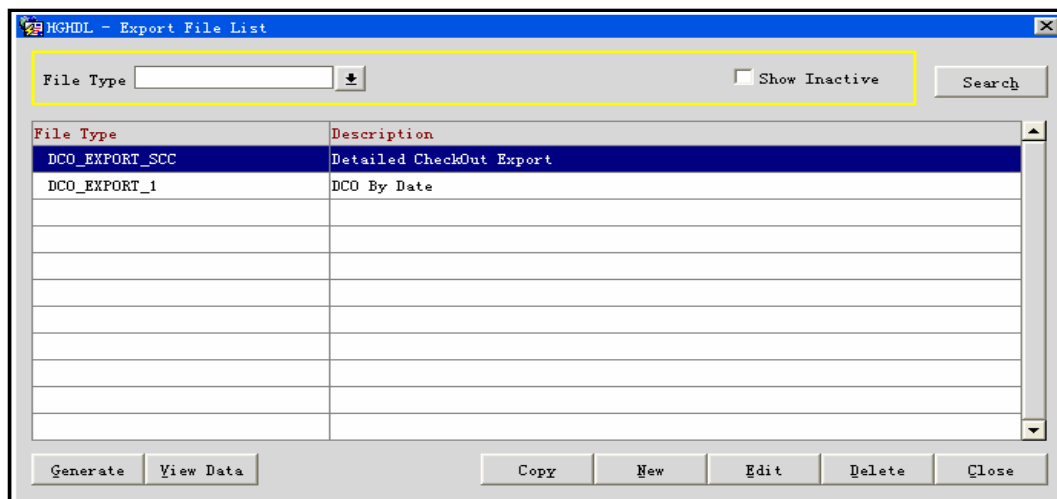 HGHDL - Export File List
File Type Show Inactive Search
File Type Description
DCO_EXPORT_SCC Detailed CheckOut Export
DCO_EXPORT_1 DCO By Date
Generate View Data Copy New Edit Delete Close